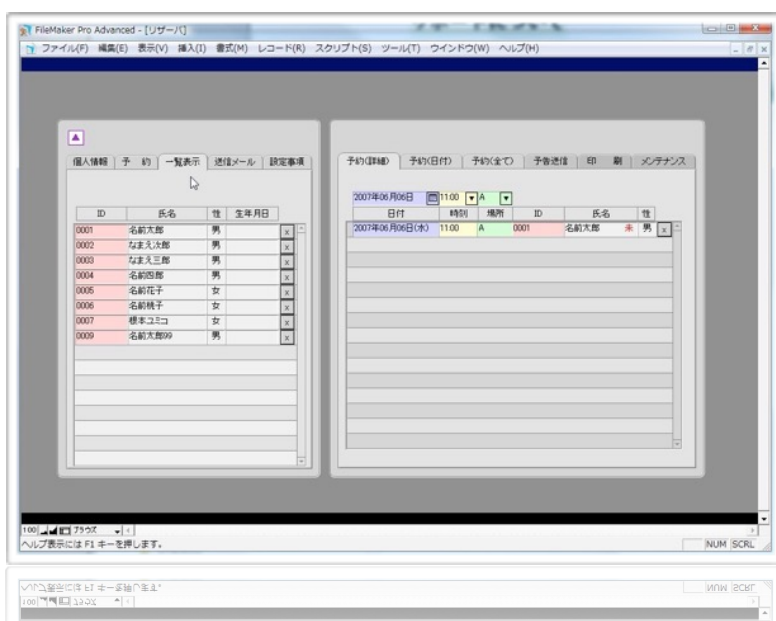 FileMaker Pro Advanced - [リザーバ]
ファイル(F) 編集(E) 表示(V) 挿入(I) 書式(M) レコード(R) スクリプト(S) ツール(T) ウインドウ(W) ヘルプ(H)
個人情報 予 約 一覧表示 送信メール 設定事項
予約(詳細) 予約(日付) 予約(全て) 予告送信 印 刷 メンテナンス
2007年06月06日 11:00 A
ID 氏名 性 生年月日
日付 時刻 場所 ID 氏名 性
0001 名前太郎 男 x
2007年06月06日(水) 11:00 A 0001 名前太郎 未 男 x
0002 なまえ次郎 男 x
0003 なまえ三郎 男 x
0004 名前四郎 男 x
0005 名前花子 女 x
0006 名前桃子 女 x
0007 根本ユミコ 女 x
0009 名前太郎99 男 x
100 ブラウズ
ヘルプ表示には F1 キーを押します。 NUM SCRL